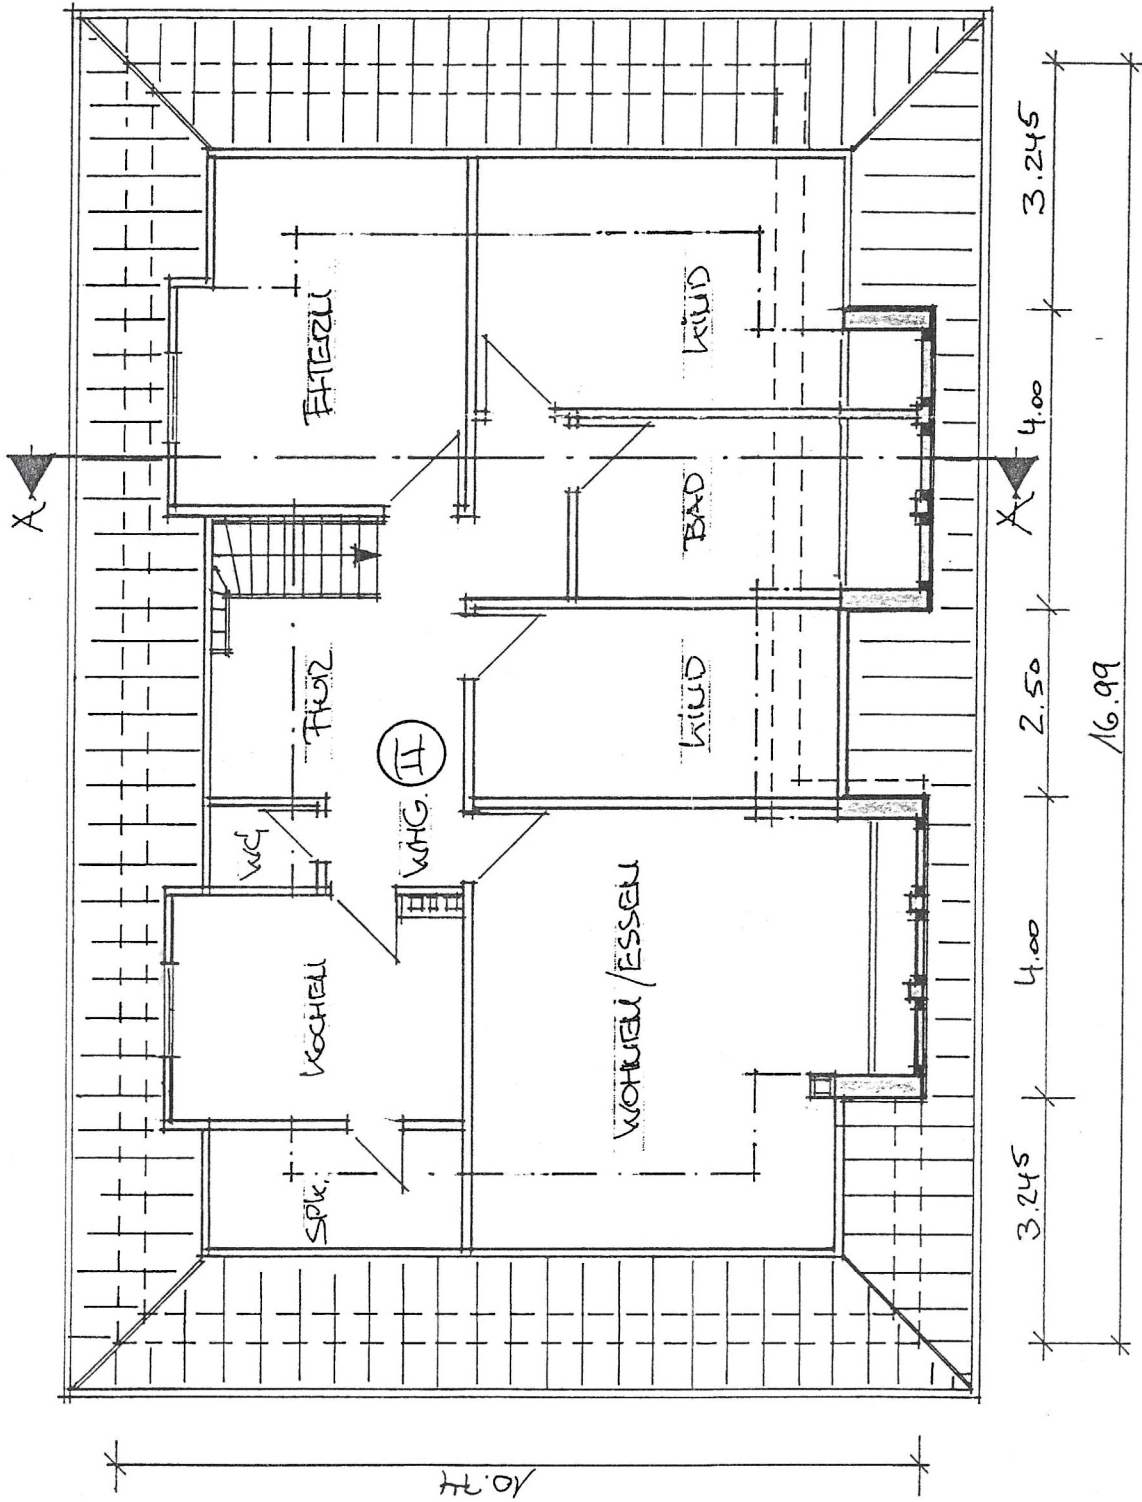 A
ELTERN
KIND
BAD
A
FLUR
KIND
WC
WHG. II
KOCHEN
WOHNEN/ESSEN
SPK.
3.245
4.00
2.50
4.00
3.245
16.99
10.74